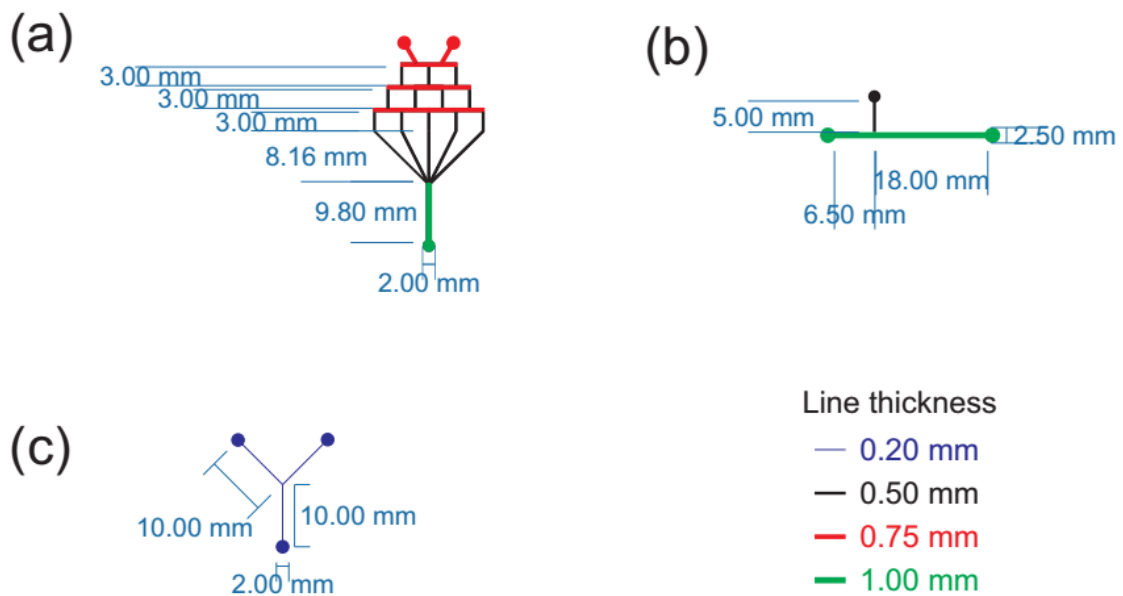 (a)
3.00 mm
3.00 mm
3.00 mm
8.16 mm
9.80 mm
2.00 mm
(b)
5.00 mm
2.50 mm
18.00 mm
6.50 mm
(c)
10.00 mm
10.00 mm
2.00 mm
Line thickness
0.20 mm
0.50 mm
0.75 mm
1.00 mm